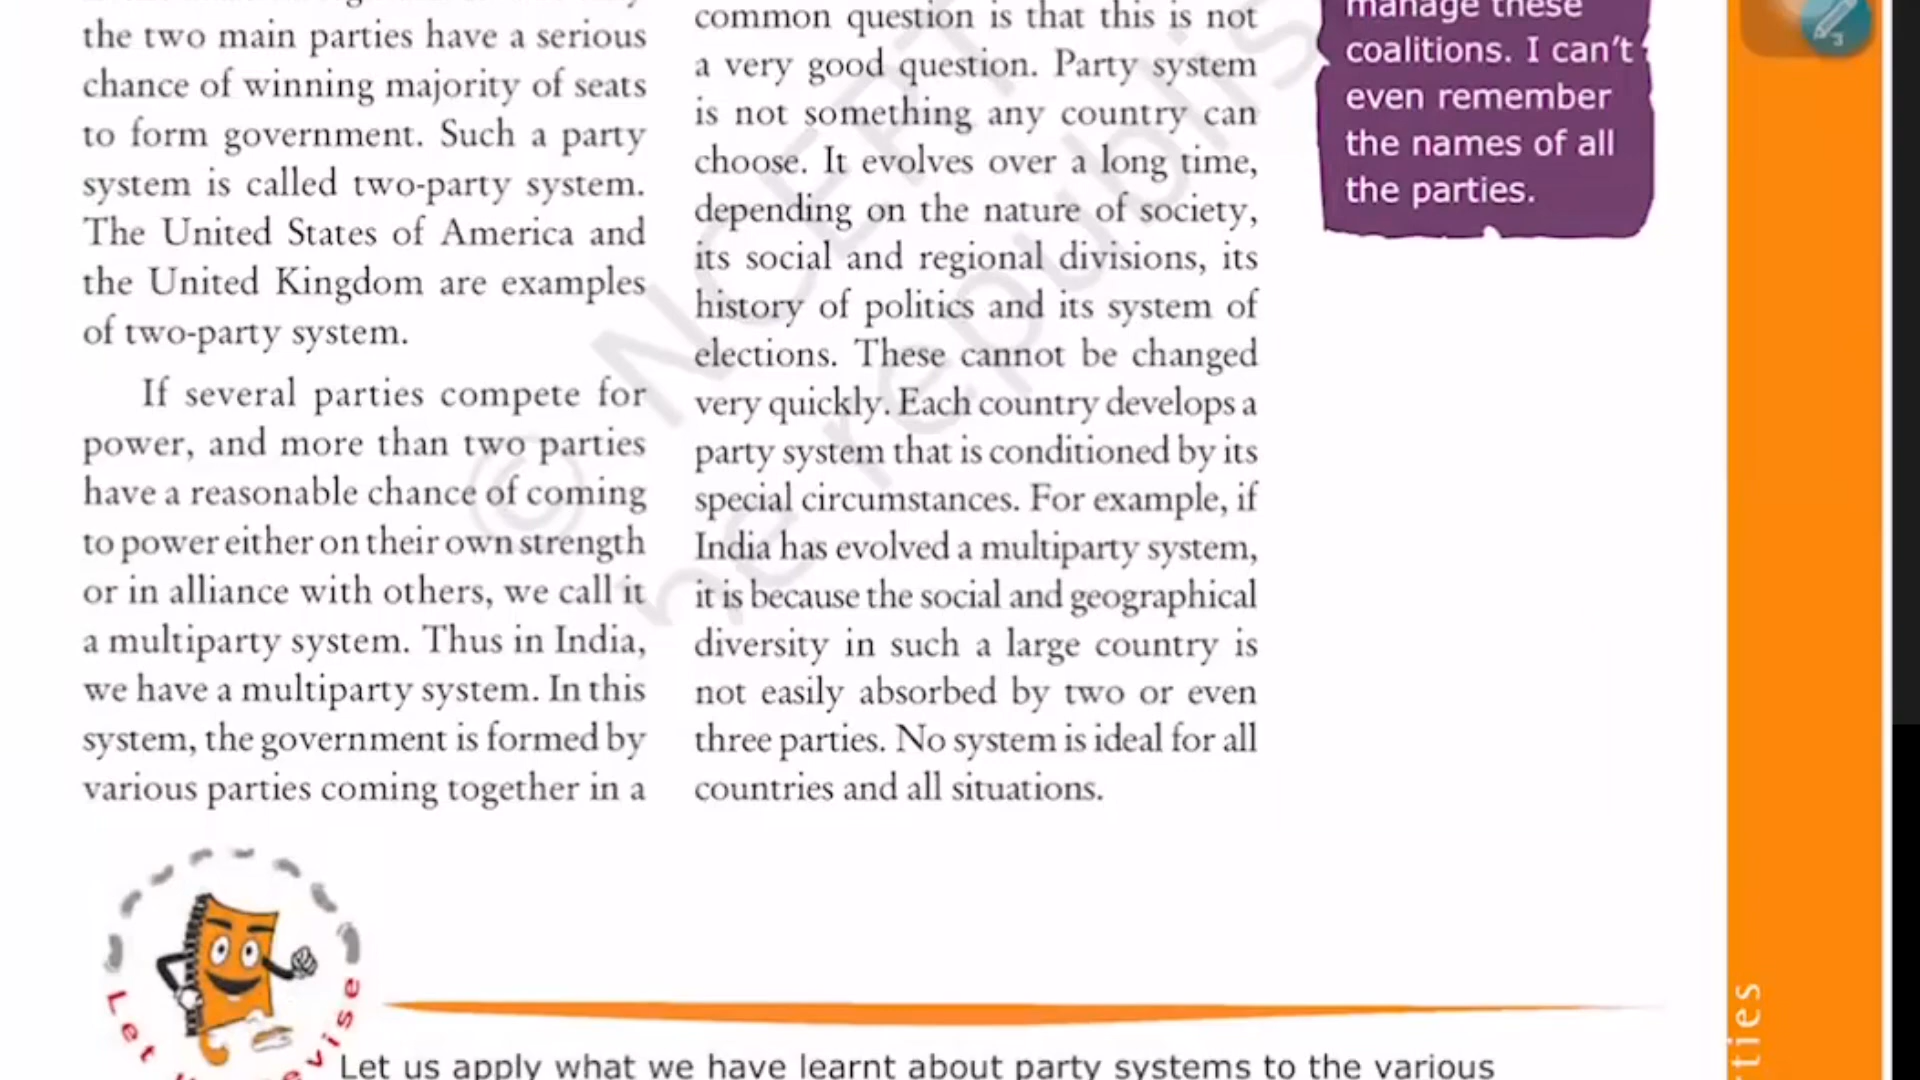 the two main parties have a serious
chance of winning majority of seats
to form government. Such a party
system is called two-party system.
The United States of America and
the United Kingdom are examples
of two-party system.
If several parties compete for
power, and more than two parties
have a reasonable chance of coming
to power either on their own strength
or in alliance with others, we call it
a multiparty system. Thus in India,
we have a multiparty system. In this
system, the government is formed by
various parties coming together in a
common question is that this is not
a very good question. Party system
is not something any country can
choose. It evolves over a long time,
depending on the nature of society,
its social and regional divisions, its
history of politics and its system of
elections. These cannot be changed
very quickly. Each country develops a
party system that is conditioned by its
special circumstances. For example, if
India has evolved a multiparty system,
it is because the social and geographical
diversity in such a large country is
not easily absorbed by two or even
three parties. No system is ideal for all
countries and all situations.
manage these
coalitions. I can’t
even remember
the names of all
the parties.
© NCERT
Let
Let us apply what we have learnt about party systems to the various